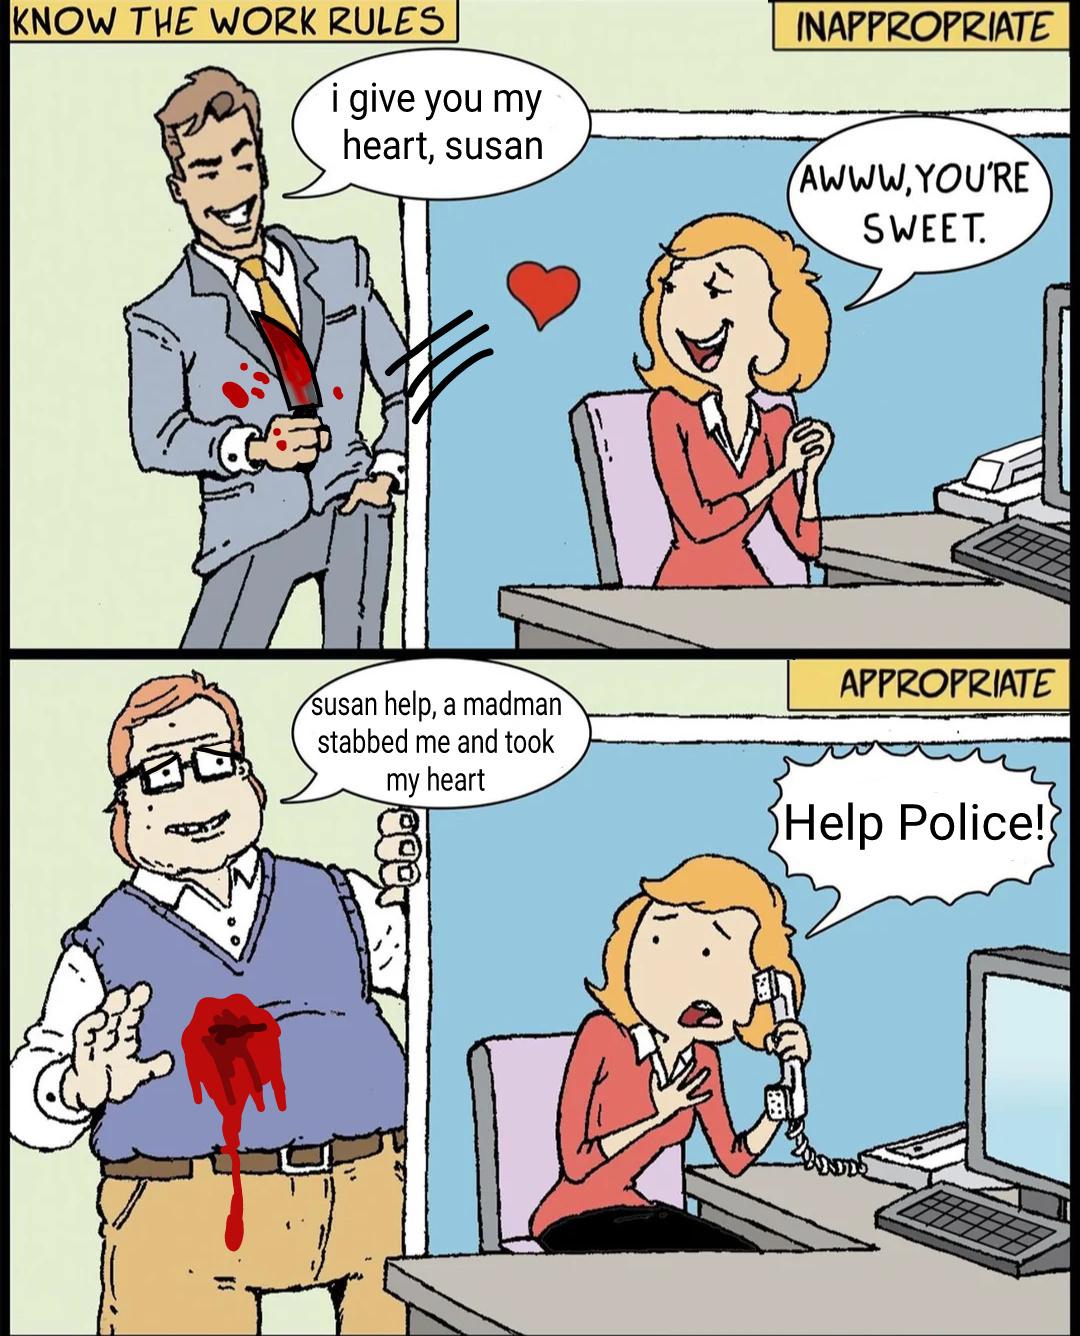 KNOW THE WORK RULES
INAPPROPRIATE
i give you my
heart, susan
AWWW, YOU'RE
SWEET.
APPROPRIATE
susan help, a madman
stabbed me and took
my heart
Help Police!